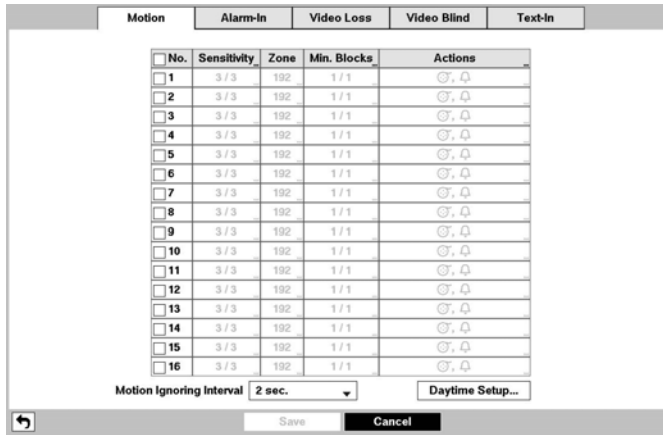 Motion Alarm-In Video Loss Video Blind Text-In
No. Sensitivity Zone Min. Blocks Actions
1 3 / 3 192 1 / 1
2 3 / 3 192 1 / 1
3 3 / 3 192 1 / 1
4 3 / 3 192 1 / 1
5 3 / 3 192 1 / 1
6 3 / 3 192 1 / 1
7 3 / 3 192 1 / 1
8 3 / 3 192 1 / 1
9 3 / 3 192 1 / 1
10 3 / 3 192 1 / 1
11 3 / 3 192 1 / 1
12 3 / 3 192 1 / 1
13 3 / 3 192 1 / 1
14 3 / 3 192 1 / 1
15 3 / 3 192 1 / 1
16 3 / 3 192 1 / 1
Motion Ignoring Interval 2 sec. Daytime Setup...
Save Cancel